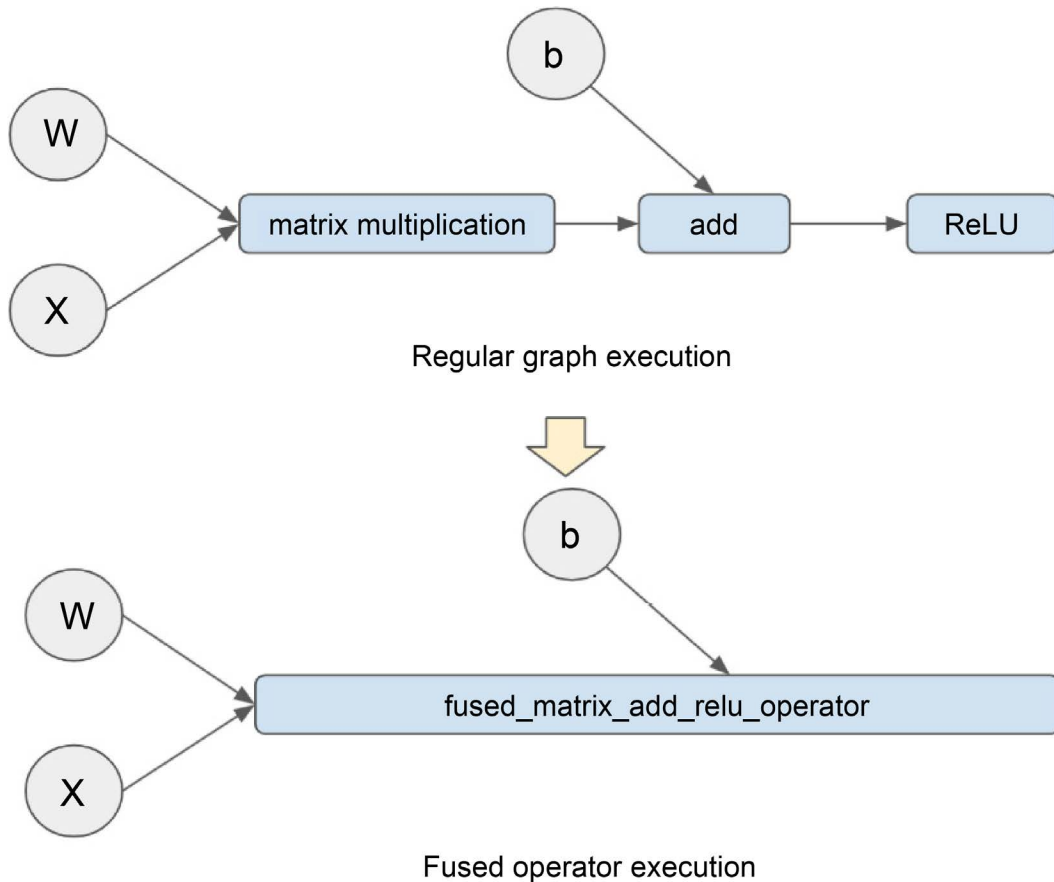 b
W
matrix multiplication
add
ReLU
X
Regular graph execution
b
W
fused_matrix_add_relu_operator
X
Fused operator execution